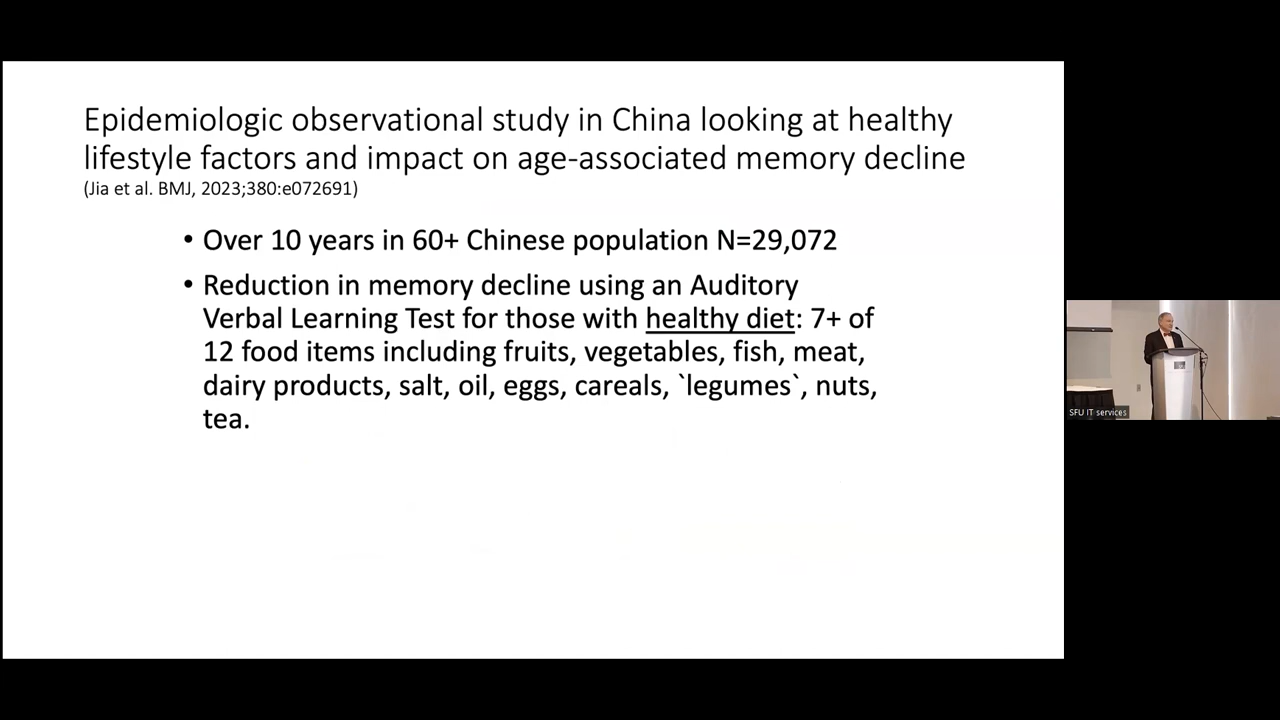 Epidemiologic observational study in China looking at healthy
lifestyle factors and impact on age-associated memory decline
(Jia et al. BMJ, 2023;380:e072691)
• Over 10 years in 60+ Chinese population N=29,072
• Reduction in memory decline using an Auditory
Verbal Learning Test for those with healthy diet: 7+ of
12 food items including fruits, vegetables, fish, meat,
dairy products, salt, oil, eggs, careals, `legumes`, nuts,
tea.
SFU IT services